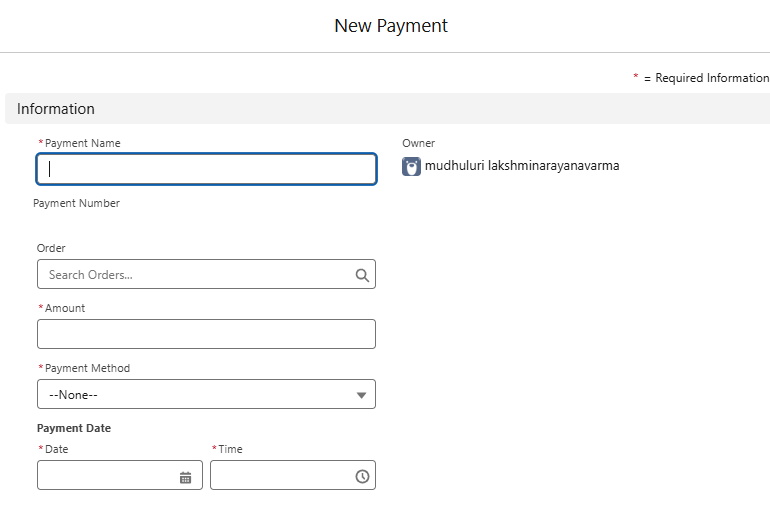 New Payment
* = Required Information
Information
*Payment Name
Owner
mudhuluri lakshminarayanavarma
Payment Number
Order
Search Orders...
*Amount
*Payment Method
--None--
Payment Date
*Date
*Time